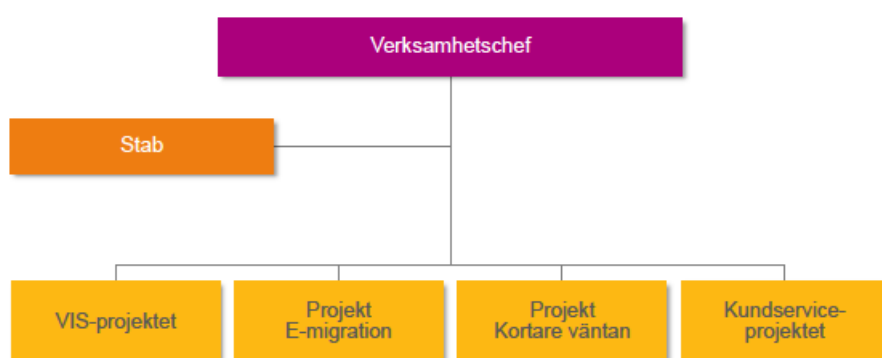 Verksamhetschef
Stab
VIS-projektet
Projekt
E-migration
Projekt
Kortare väntan
Kundservice-
projektet